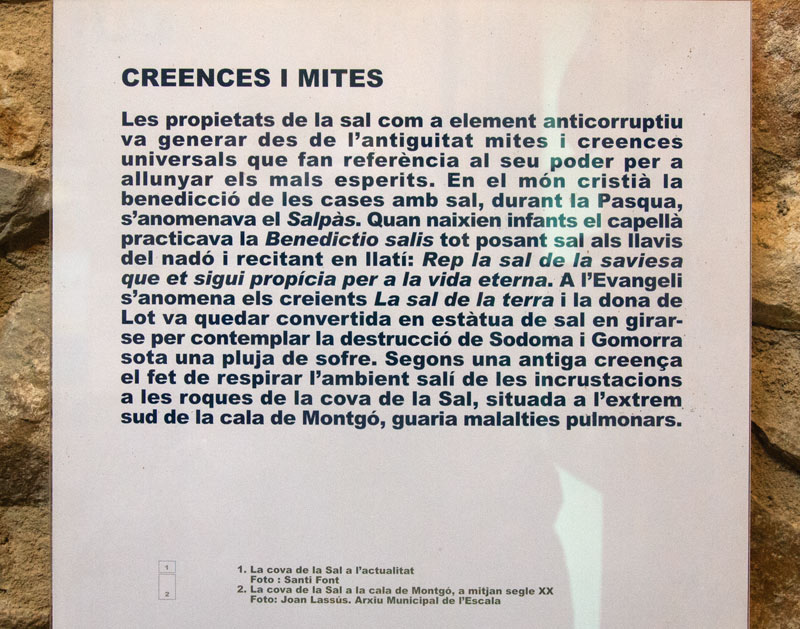 CREENCES I MITES
Les propietats de la sal com a element anticorruptiu
va generar des de l'antiguitat mites i creences
universals que fan referència al seu poder per a
allunyar els mals esperits. En el món cristià la
benedicció de les cases amb sal, durant la Pasqua,
s'anomenava el Salpàs. Quan naixien infants el capellà
practicava la Benedictio salis tot posant sal als llavis
del nadó i recitant en llatí: Rep la sal de la saviesa
que et sigui propícia per a la vida eterna. A l'Evangeli
s'anomena els creients La sal de la terra i la dona de
Lot va quedar convertida en estàtua de sal en girar-
se per contemplar la destrucció de Sodoma i Gomorra
sota una pluja de sofre. Segons una antiga creença
el fet de respirar l'ambient salí de les incrustacions
a les roques de la cova de la Sal, situada a l'extrem
sud de la cala de Montgó, guaria malalties pulmonars.
1
2
1. La cova de la Sal a l'actualitat
Foto : Santi Font
2. La cova de la Sal a la cala de Montgó, a mitjan segle XX
Foto: Joan Lassús. Arxiu Municipal de l'Escala